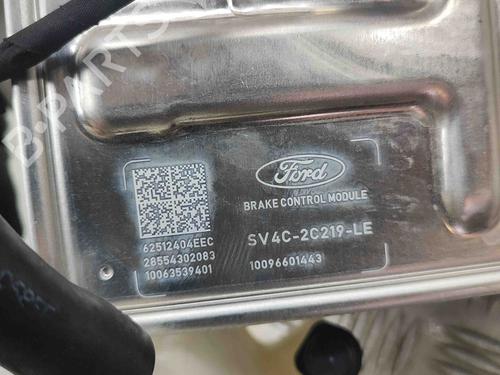 B-PARTS
Ford
BRAKE CONTROL MODULE
62512404EEC
28554302083
10063539401
SV4C-2C219-LE
10096601443